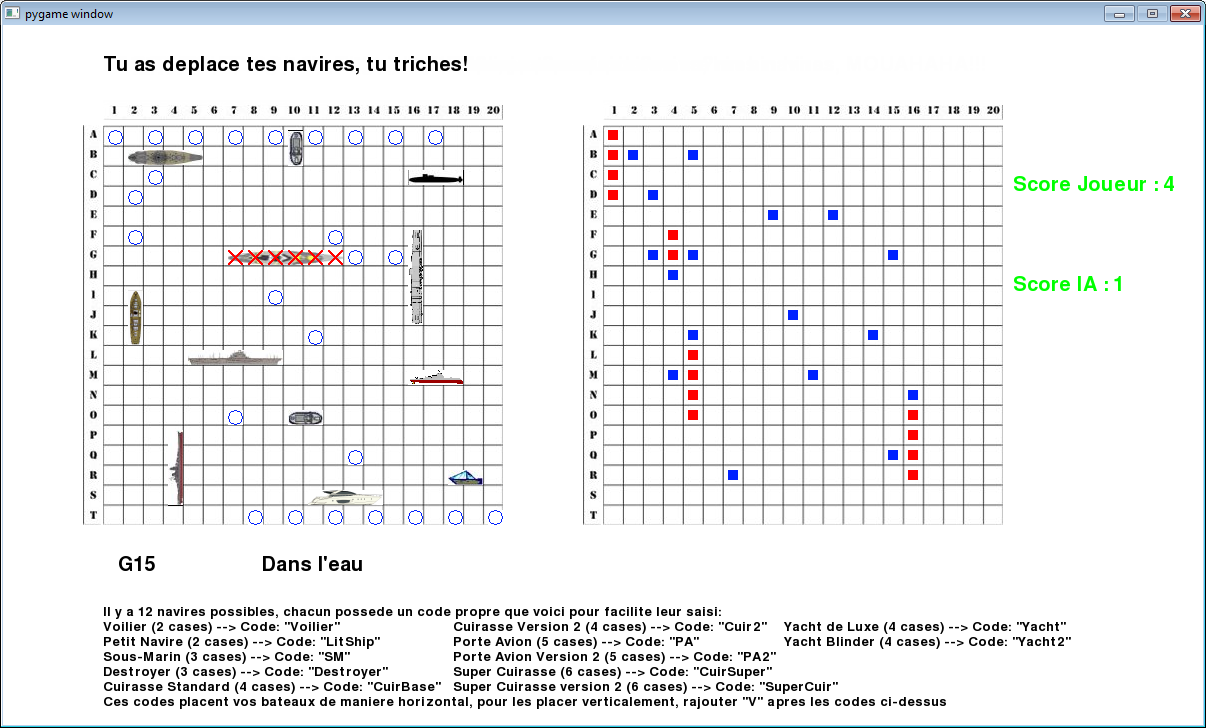 pygame window
Tu as deplace tes navires, tu triches!
1 2 3 4 5 6 7 8 9 10 11 12 13 14 15 16 17 18 19 20
A
B
C
D
E
F
G
H
I
J
K
L
M
N
O
P
Q
R
S
T
1 2 3 4 5 6 7 8 9 10 11 12 13 14 15 16 17 18 19 20
A
B
C
D
E
F
G
H
I
J
K
L
M
N
O
P
Q
R
S
T
Score Joueur : 4
Score IA : 1
G15 Dans l'eau
Il y a 12 navires possibles, chacun possede un code propre que voici pour facilite leur saisi:
Voilier (2 cases) --> Code: "Voilier" Cuirasse Version 2 (4 cases) --> Code: "Cuir2" Yacht de Luxe (4 cases) --> Code: "Yacht"
Petit Navire (2 cases) --> Code: "LitShip" Porte Avion (5 cases) --> Code: "PA" Yacht Blinder (4 cases) --> Code: "Yacht2"
Sous-Marin (3 cases) --> Code: "SM" Porte Avion Version 2 (5 cases) --> Code: "PA2"
Destroyer (3 cases) --> Code: "Destroyer" Super Cuirasse (6 cases) --> Code: "CuirSuper"
Cuirasse Standard (4 cases) --> Code: "CuirBase" Super Cuirasse version 2 (6 cases) --> Code: "SuperCuir"
Ces codes placent vos bateaux de maniere horizontal, pour les placer verticalement, rajouter "V" apres les codes ci-dessus